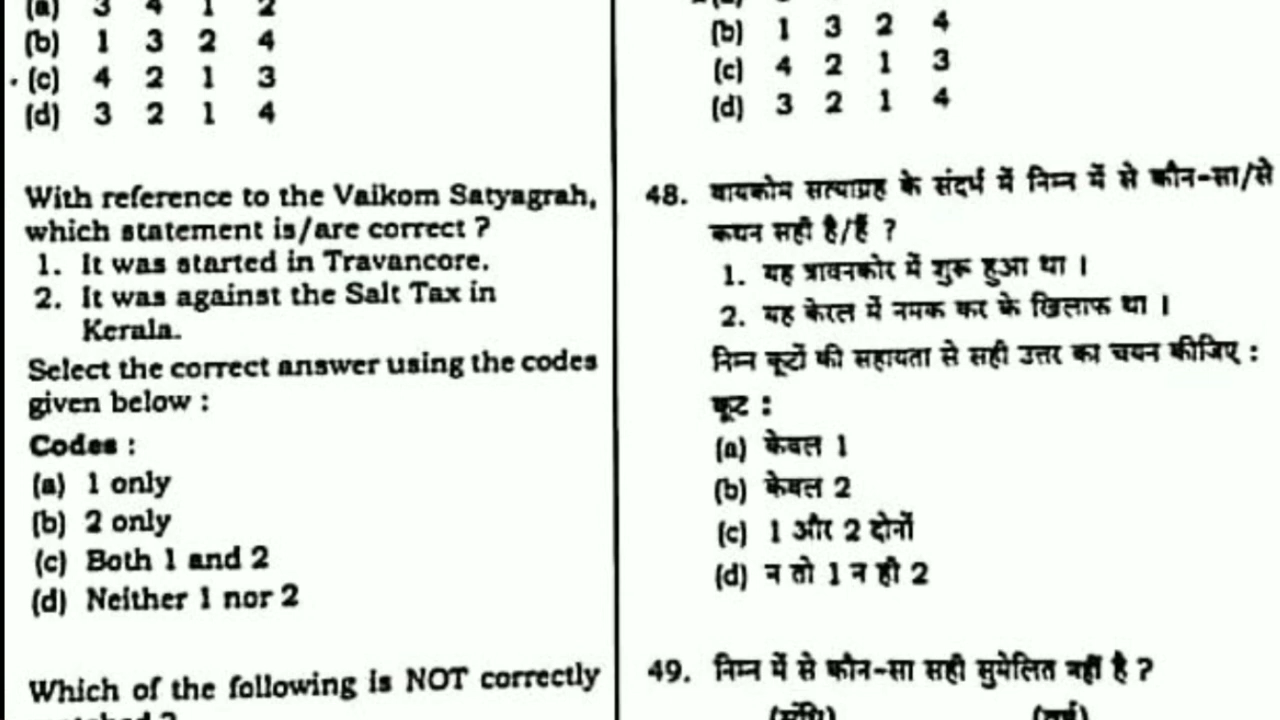 (a) 3 4 1 2
(b) 1 3 2 4
(c) 4 2 1 3
(d) 3 2 1 4
With reference to the Vaikom Satyagrah,
which statement is/are correct ?
1. It was started in Travancore.
2. It was against the Salt Tax in
Kerala.
Select the correct answer using the codes
given below :
Codes :
(a) 1 only
(b) 2 only
(c) Both 1 and 2
(d) Neither 1 nor 2
Which of the following is NOT correctly
(b) 1 3 2 4
(c) 4 2 1 3
(d) 3 2 1 4
48. वायकोम सत्याग्रह के संदर्भ में निम्न में से कौन-सा/से
कथन सही है/हैं ?
1. यह त्रावनकोर में शुरू हुआ था ।
2. यह केरल में नमक कर के खिलाफ था ।
निम्न कूटों की सहायता से सही उत्तर का चयन कीजिए :
कूट :
(a) केवल 1
(b) केवल 2
(c) 1 और 2 दोनों
(d) न तो 1 न ही 2
49. निम्न में से कौन-सा सही सुमेलित नहीं है ?